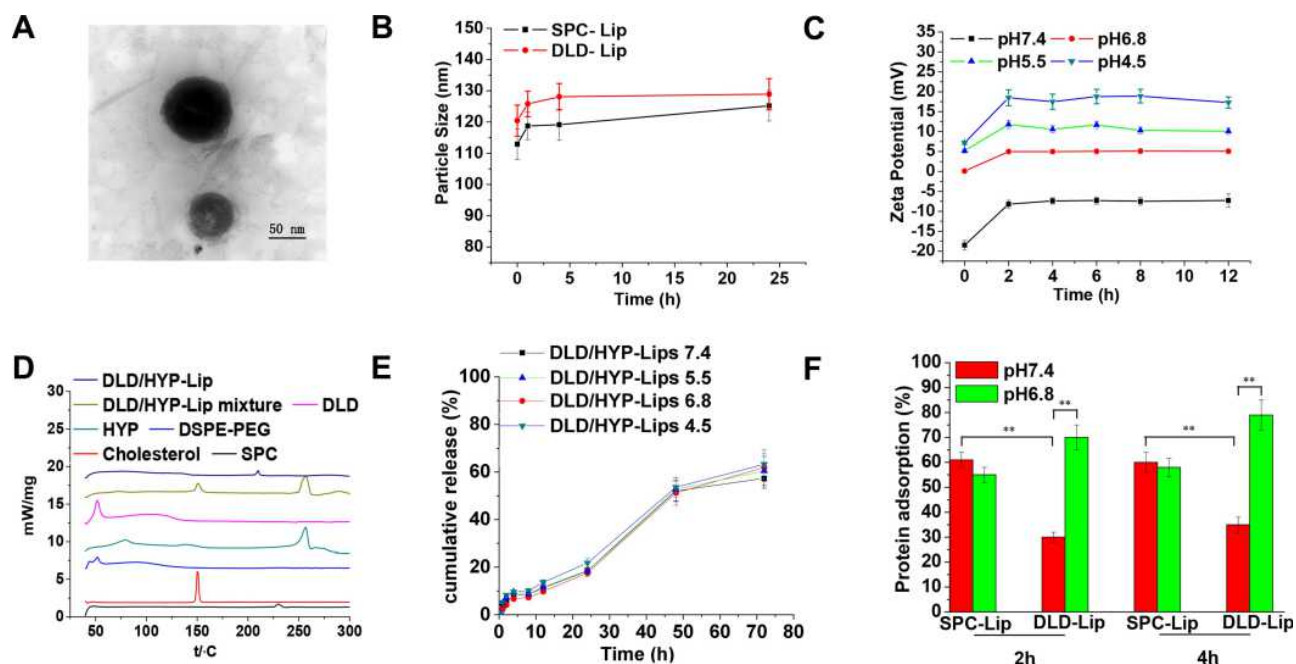 A
50 nm
B
SPC- Lip
DLD- Lip
150
140
130
120
110
100
90
80
Particle Size (nm)
0 5 10 15 20 25
Time (h)
C
pH7.4 pH6.8
pH5.5 pH4.5
35
30
25
20
15
10
5
0
-5
-10
-15
-20
Zeta Potential (mV)
0 2 4 6 8 10 12
Time (h)
D
DLD/HYP-Lip
DLD/HYP-Lip mixture DLD
HYP DSPE-PEG
Cholesterol SPC
30
25
20
15
10
5
0
mW/mg
50 100 150 200 250 300
t/·C
E
DLD/HYP-Lips 7.4
DLD/HYP-Lips 5.5
DLD/HYP-Lips 6.8
DLD/HYP-Lips 4.5
100
80
60
40
20
0
cumulative release (%)
0 10 20 30 40 50 60 70 80
Time (h)
F
pH7.4
pH6.8
100
90
80
70
60
50
40
30
20
10
0
Protein adsorption (%)
** ** ** **
SPC-Lip DLD-Lip SPC-Lip DLD-Lip
2h 4h